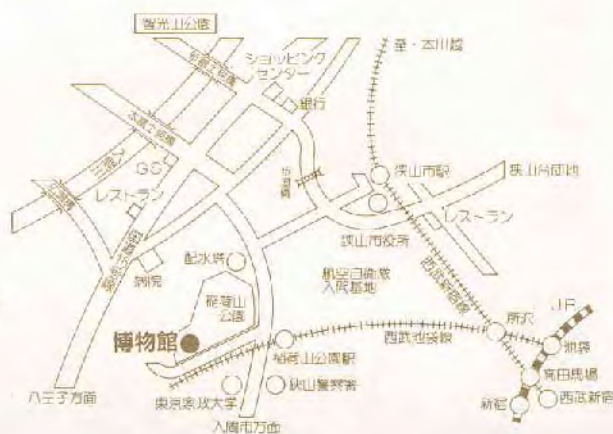 智光山公園
至・本川越
ショッピング
センター
銀行
入間川
GS
レストラン
狭山市駅
狭山台団地
レストラン
狭山市役所
病院
配水塔
稲荷山
公園
航空自衛隊
入間基地
西武新宿線
博物館
稲荷山公園駅
西武池袋線
所沢
JR
池袋
高田馬場
西武新宿
新宿
八王子方面
東京家政大学
狭山警察署
入間市方面